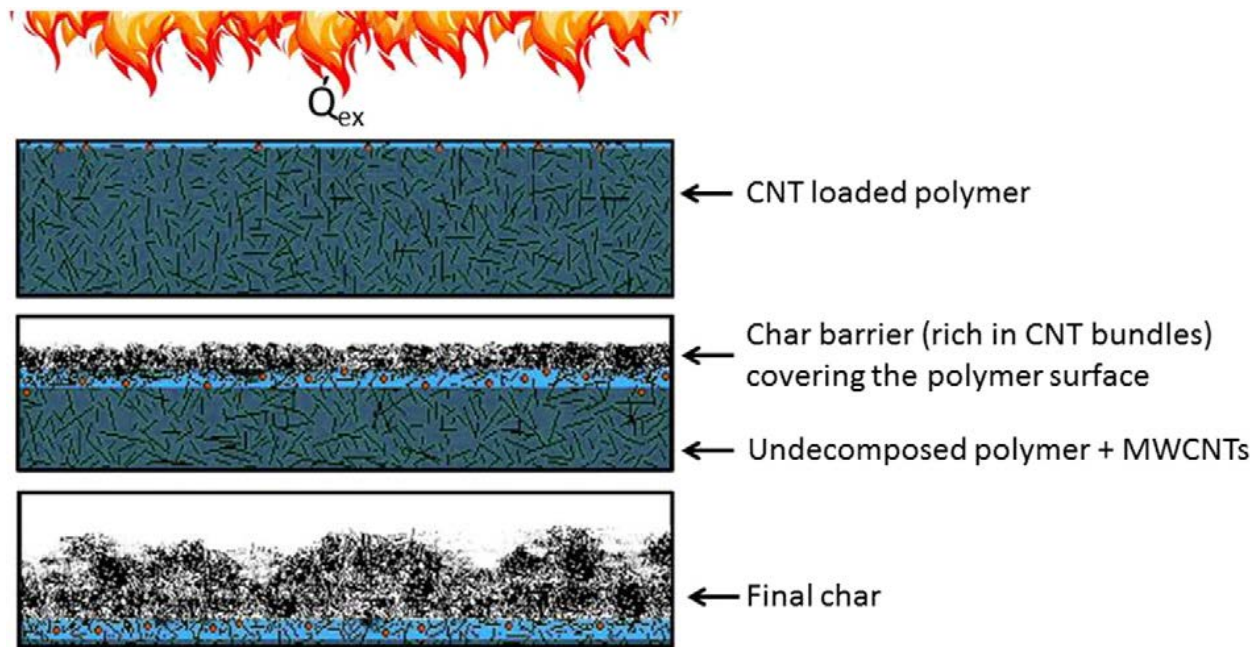 Q̇ex
CNT loaded polymer
Char barrier (rich in CNT bundles)
covering the polymer surface
Undecomposed polymer + MWCNTs
Final char